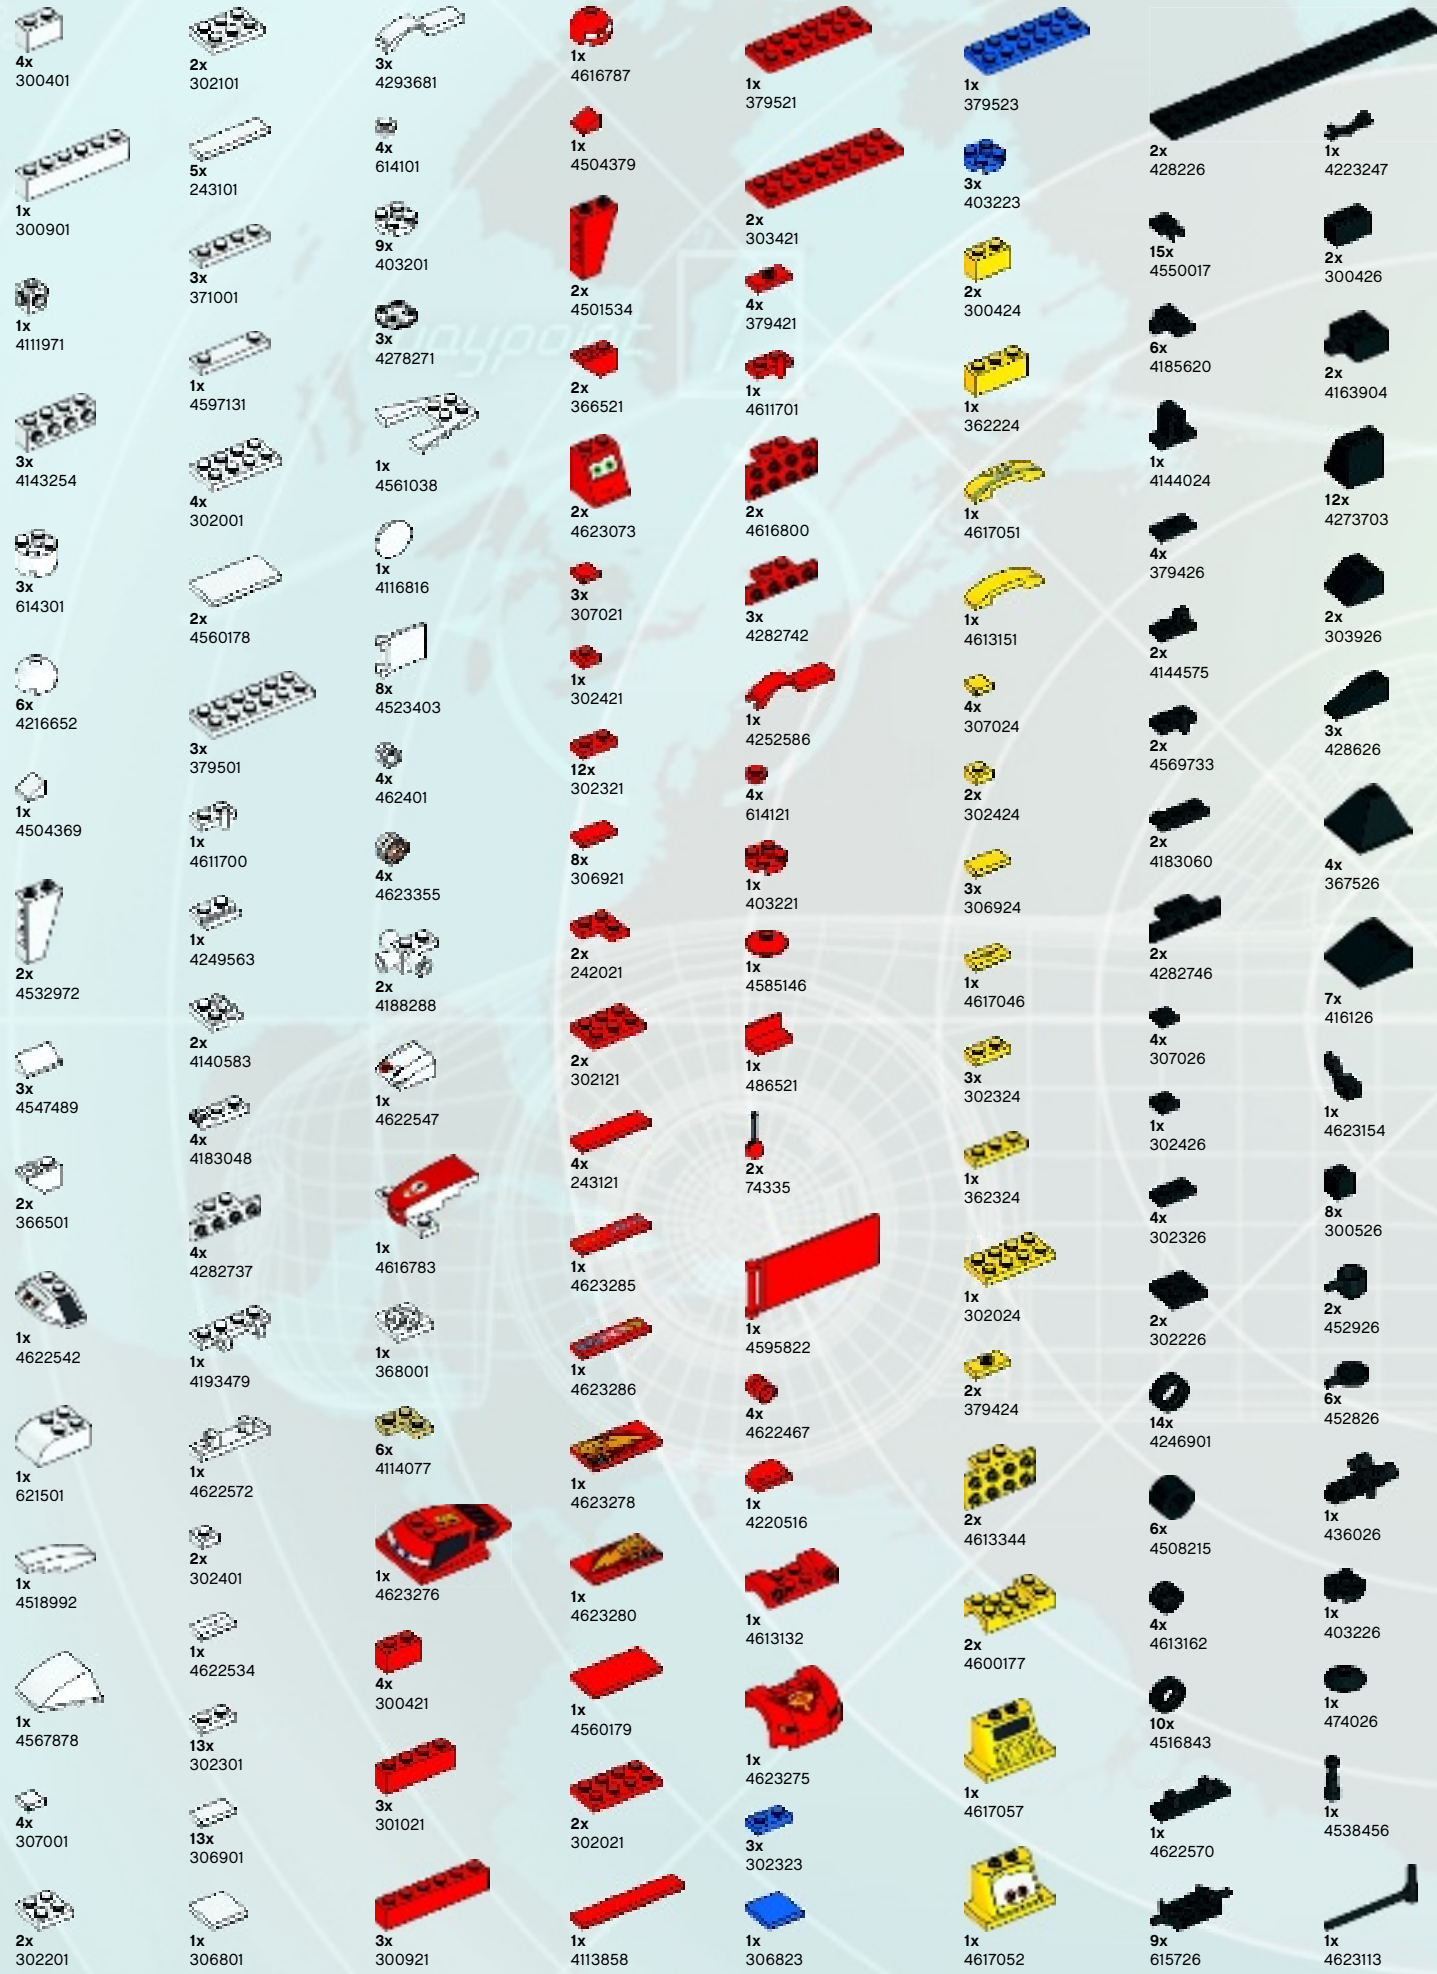 4x
300401
1x
300901
1x
4111971
3x
4143254
3x
614301
6x
4216652
1x
4504369
2x
4532972
3x
4547489
2x
366501
1x
4622542
1x
621501
1x
4518992
1x
4567878
4x
307001
2x
302201
2x
302101
5x
243101
3x
371001
1x
4597131
4x
302001
2x
4560178
3x
379501
1x
4611700
1x
4249563
2x
4140583
4x
4183048
4x
4282737
1x
4193479
1x
4622572
2x
302401
1x
4622534
13x
302301
13x
306901
1x
306801
3x
4293681
4x
614101
9x
403201
3x
4278271
waypoint
1x
4561038
1x
4116816
8x
4523403
4x
462401
4x
4623355
2x
4188288
1x
4622547
1x
4616783
1x
368001
6x
4114077
1x
4623276
4x
300421
3x
301021
3x
300921
1x
4616787
1x
4504379
2x
4501534
2x
366521
2x
4623073
3x
307021
1x
302421
12x
302321
8x
306921
2x
242021
2x
302121
4x
243121
1x
4623285
1x
4623286
1x
4623278
1x
4623280
1x
4560179
2x
302021
1x
4113858
1x
379521
2x
303421
4x
379421
1x
4611701
2x
4616800
3x
4282742
1x
4252586
4x
614121
1x
403221
1x
4585146
1x
486521
2x
74335
1x
4595822
4x
4622467
1x
4220516
1x
4613132
1x
4623275
3x
302323
1x
306823
1x
379523
3x
403223
2x
300424
1x
362224
1x
4617051
1x
4613151
4x
307024
2x
302424
3x
306924
1x
4617046
3x
302324
1x
362324
1x
302024
2x
379424
2x
4613344
2x
4600177
1x
4617057
1x
4617052
2x
428226
15x
4550017
6x
4185620
1x
4144024
4x
379426
2x
4144575
2x
4569733
2x
4183060
2x
4282746
4x
307026
1x
302426
4x
302326
2x
302226
14x
4246901
6x
4508215
4x
4613162
10x
4516843
1x
4622570
9x
615726
1x
4223247
2x
300426
2x
4163904
12x
4273703
2x
303926
3x
428626
4x
367526
7x
416126
1x
4623154
8x
300526
2x
452926
6x
452826
1x
436026
1x
403226
1x
474026
1x
4538456
1x
4623113